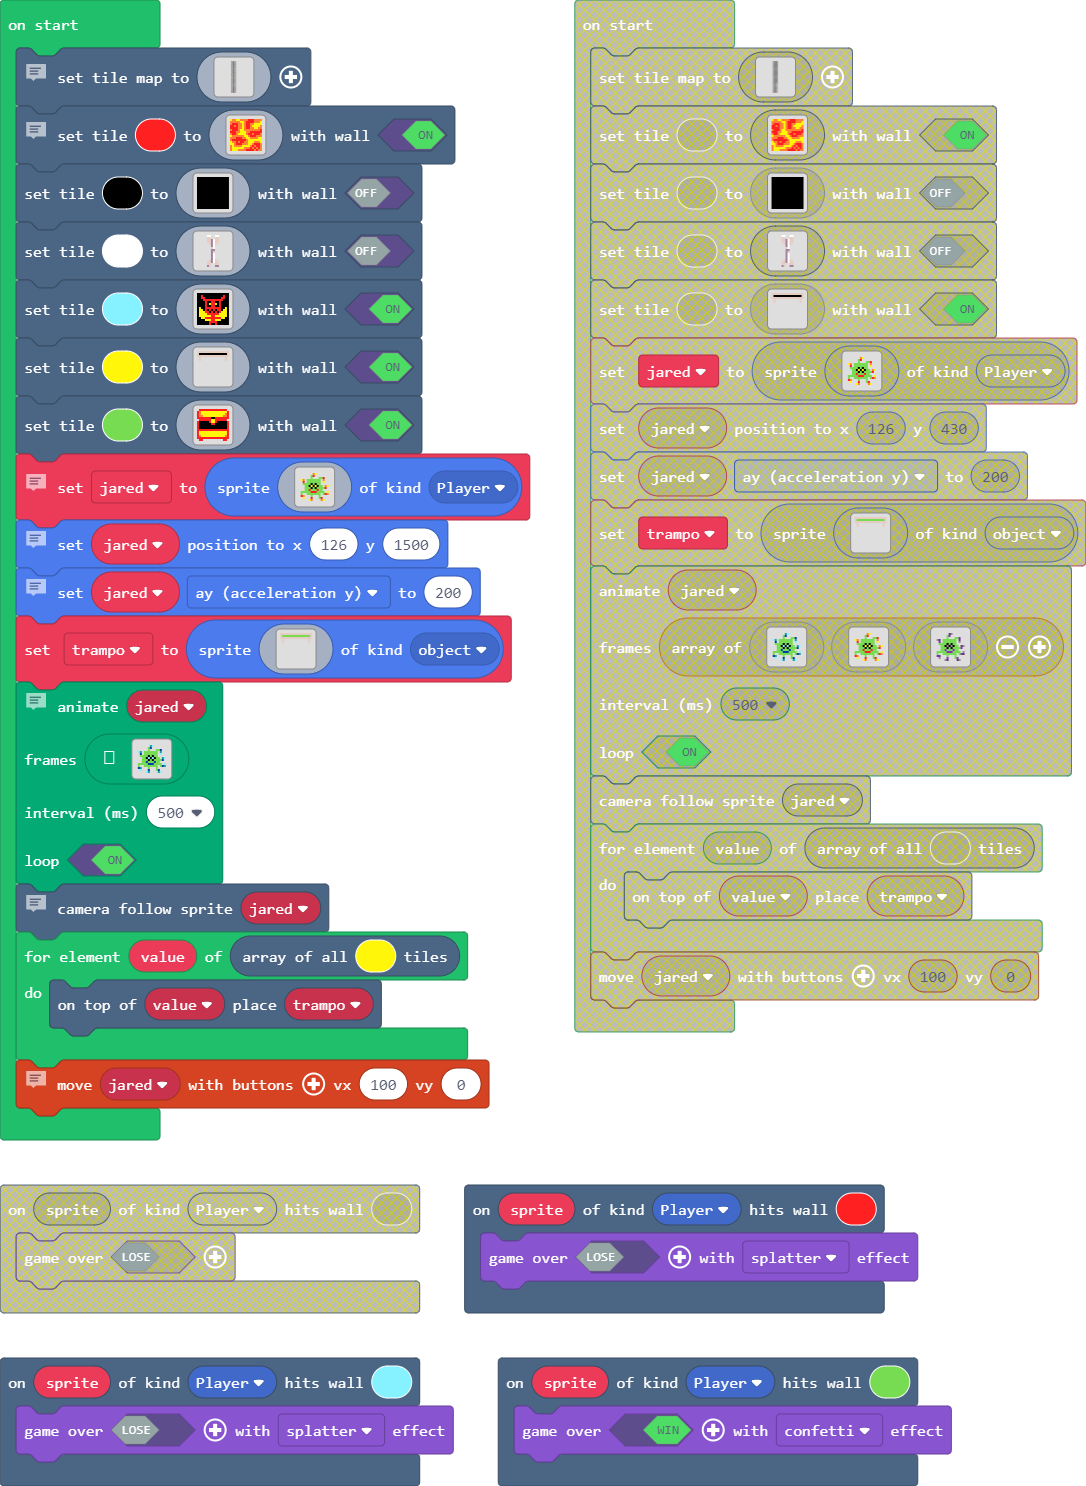 on start
set tile map to
set tile to with wall ON
set tile to with wall OFF
set tile to with wall OFF
set tile to with wall ON
set tile to with wall ON
set tile to with wall ON
set jared to sprite of kind Player
set jared position to x 126 y 1500
set jared ay (acceleration y) to 200
set trampo to sprite of kind object
animate jared
frames
interval (ms) 500
loop ON
camera follow sprite jared
for element value of array of all tiles
do
on top of value place trampo
move jared with buttons vx 100 vy 0
on start
set tile map to
set tile to with wall ON
set tile to with wall OFF
set tile to with wall OFF
set tile to with wall ON
set jared to sprite of kind Player
set jared position to x 126 y 430
set jared ay (acceleration y) to 200
set trampo to sprite of kind object
animate jared
frames array of
interval (ms) 500
loop ON
camera follow sprite jared
for element value of array of all tiles
do
on top of value place trampo
move jared with buttons vx 100 vy 0
on sprite of kind Player hits wall
game over LOSE
on sprite of kind Player hits wall
game over LOSE with splatter effect
on sprite of kind Player hits wall
game over LOSE with splatter effect
on sprite of kind Player hits wall
game over WIN with confetti effect